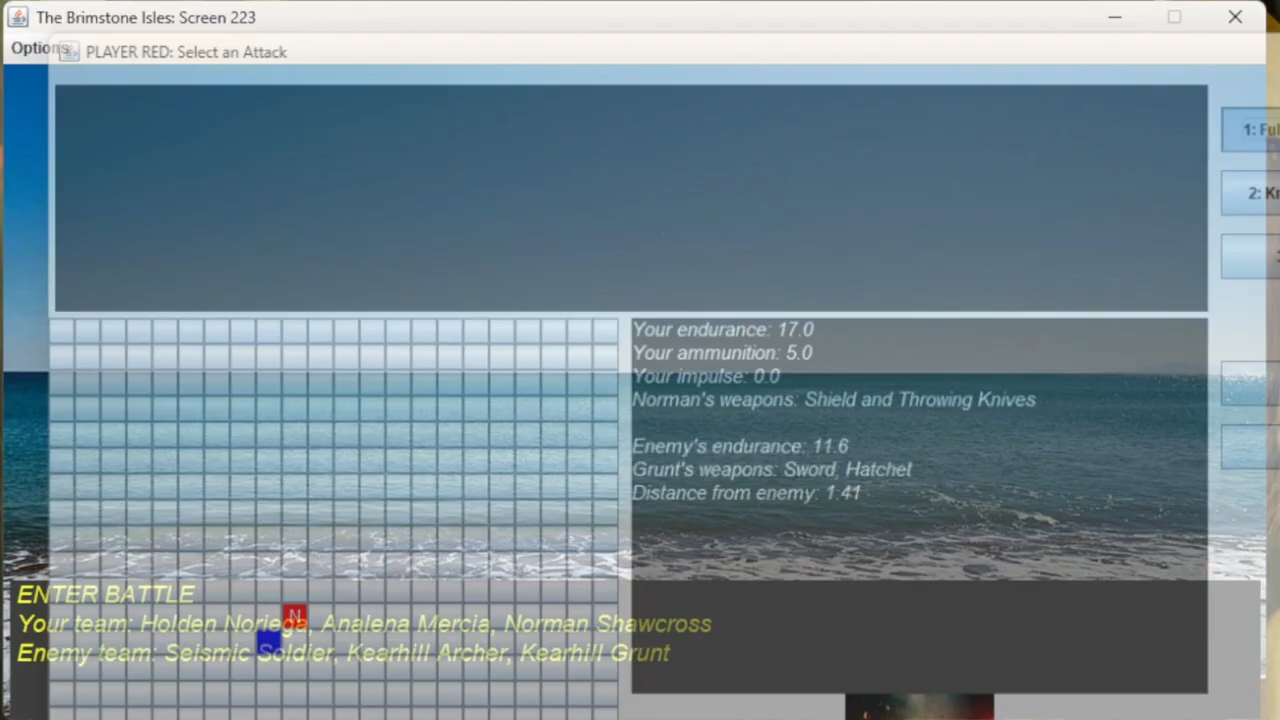 The Brimstone Isles: Screen 223
Options
PLAYER RED: Select an Attack
1: Ful
2: Kn
Your endurance: 17.0
Your ammunition: 5.0
Your impulse: 0.0
Norman's weapons: Shield and Throwing Knives
Enemy's endurance: 11.6
Grunt's weapons: Sword, Hatchet
Distance from enemy: 1.41
N
ENTER BATTLE
Your team: Holden Noriega, Analena Mercia, Norman Shawcross
Enemy team: Seismic Soldier, Kearhill Archer, Kearhill Grunt